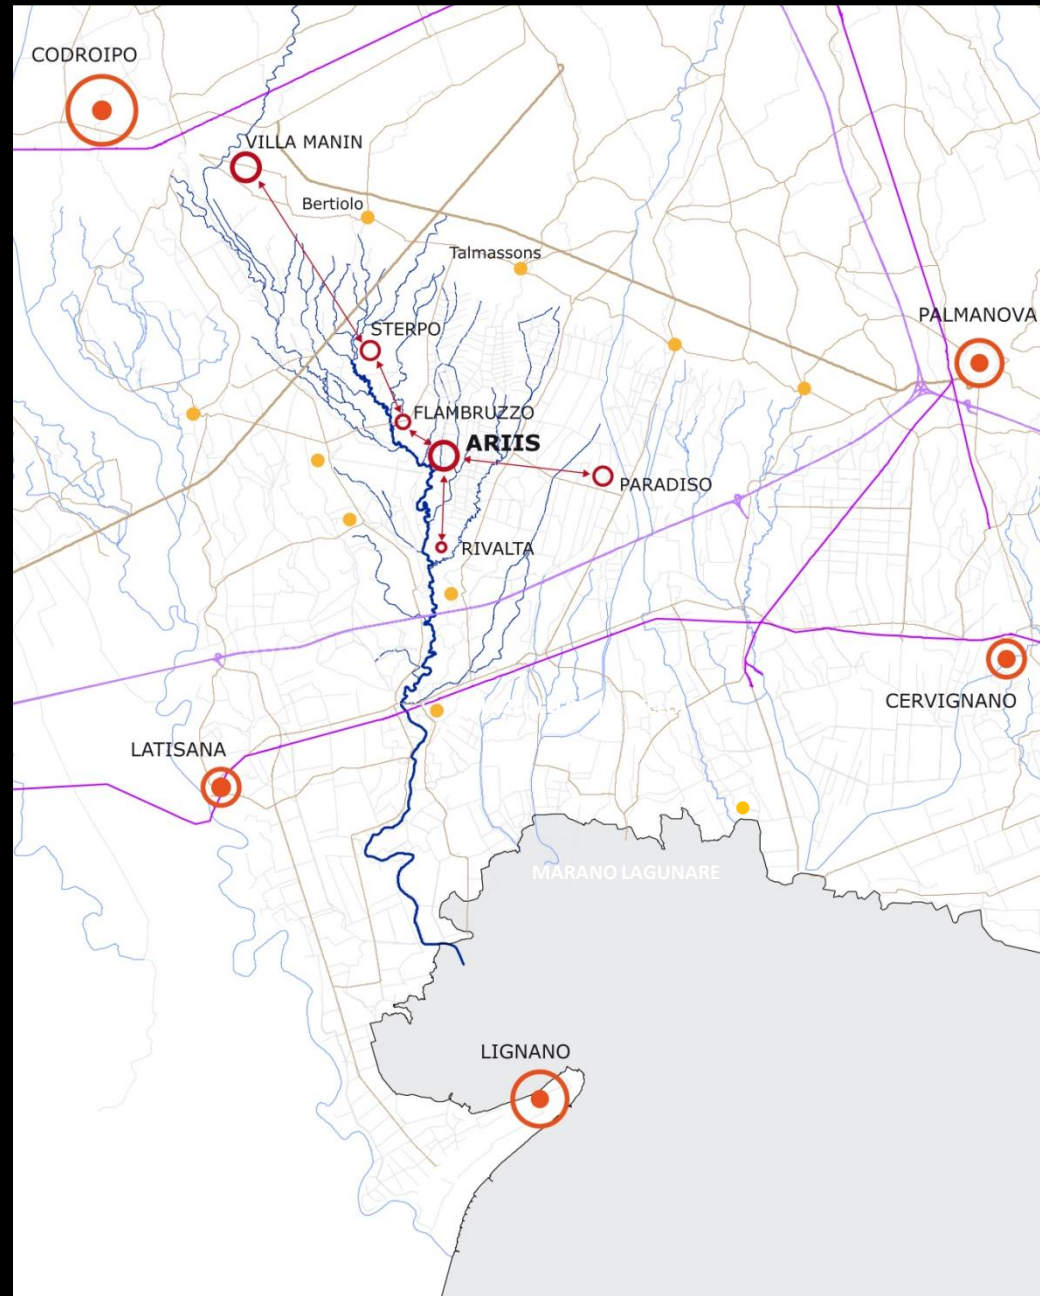 CODROIPO
VILLA MANIN
Bertiolo
Talmassons
PALMANOVA
STERPO
FLAMBRUZZO
ARIIS
PARADISO
RIVALTA
CERVIGNANO
LATISANA
MARANO LAGUNARE
LIGNANO